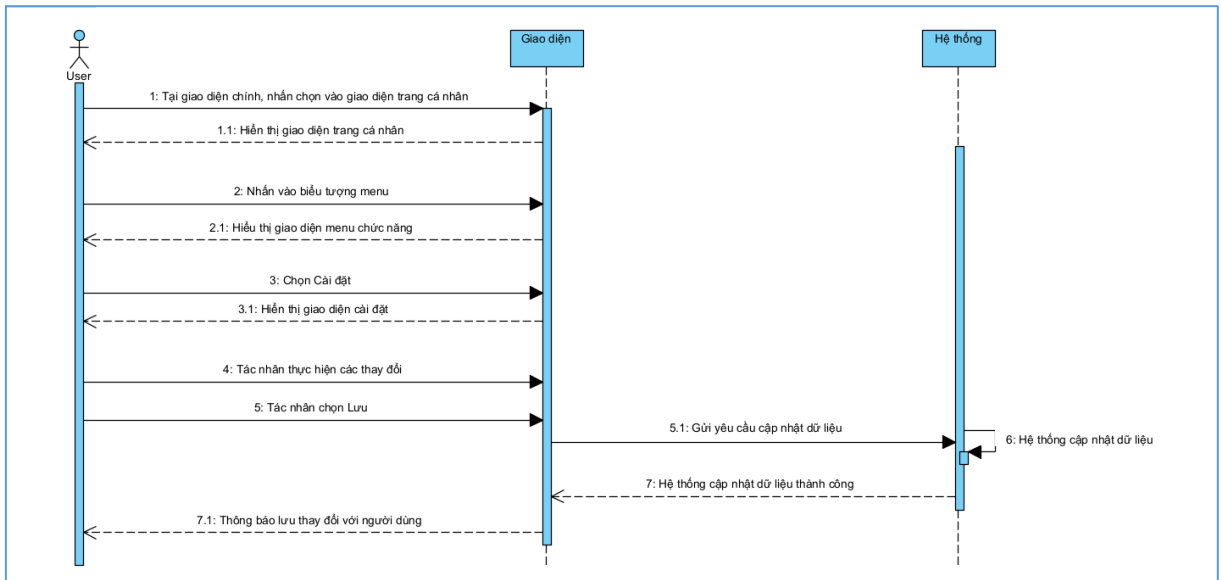 User
Giao diện
Hệ thống
1: Tại giao diện chính, nhấn chọn vào giao diện trang cá nhân
1.1: Hiển thị giao diện trang cá nhân
2: Nhấn vào biểu tượng menu
2.1: Hiểu thị giao diện menu chức năng
3: Chọn Cài đặt
3.1: Hiển thị giao diện cài đặt
4: Tác nhân thực hiện các thay đổi
5: Tác nhân chọn Lưu
5.1: Gửi yêu cầu cập nhật dữ liệu
6: Hệ thống cập nhật dữ liệu
7: Hệ thống cập nhật dữ liệu thành công
7.1: Thông báo lưu thay đổi với người dùng